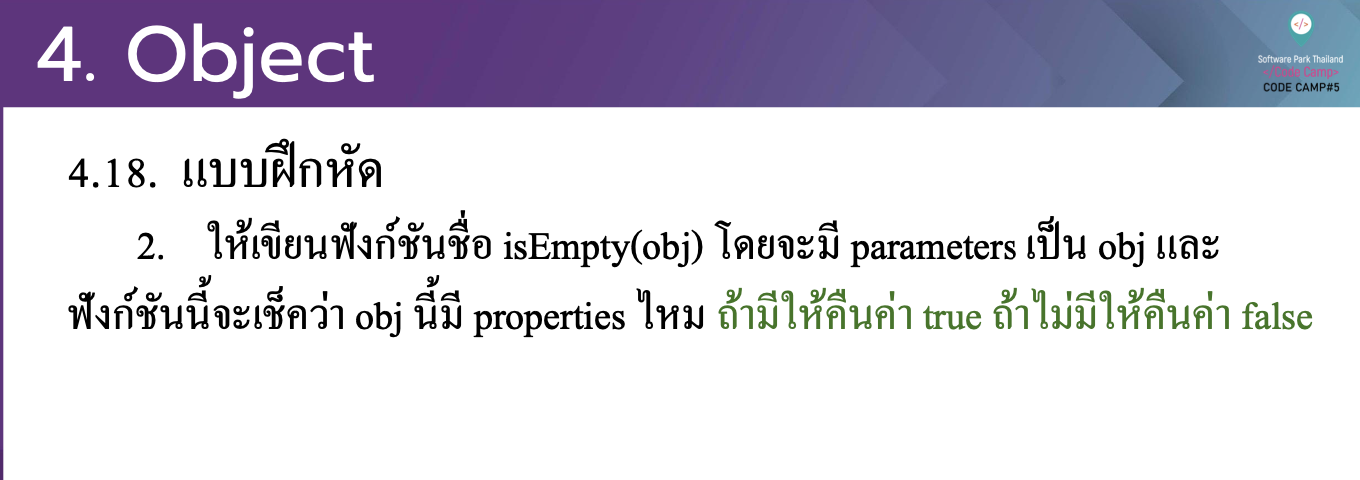 4. Object
</>
Software Park Thailand
</Code Camp>
CODE CAMP#5
4.18. แบบฝึกหัด
2. ให้เขียนฟังก์ชันชื่อ isEmpty(obj) โดยจะมี parameters เป็น obj และ
ฟังก์ชันนี้จะเช็คว่า obj นี้มี properties ไหม ถ้ามีให้คืนค่า true ถ้าไม่มีให้คืนค่า false